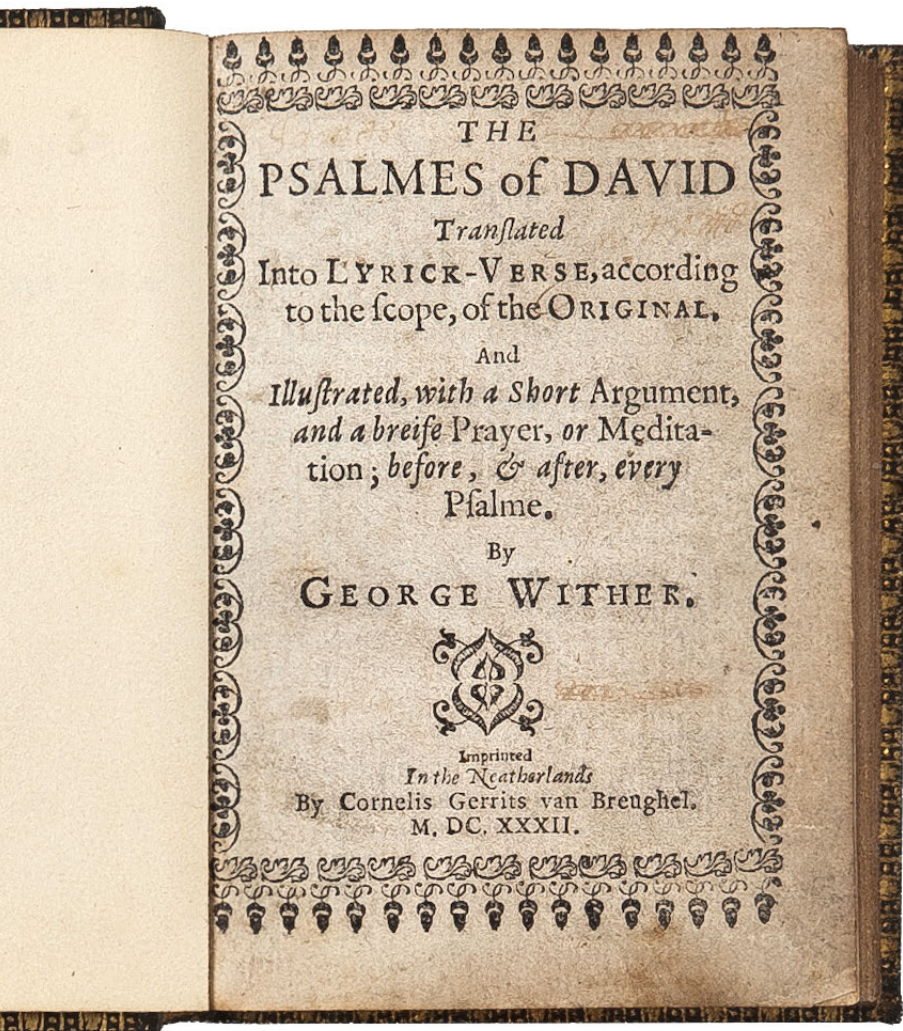 THE
PSALMES of DAVID
Tranſlated
Into LYRICK-VERSE, according
to the ſcope, of the ORIGINAL.
And
Illuſtrated, with a Short Argument,
and a breife Prayer, or Medita-
tion; before, & after, every
Pſalme.
By
GEORGE WITHER.
Imprinted
In the Neatherlands
By Cornelis Gerrits van Breughel.
M. DC. XXXII.